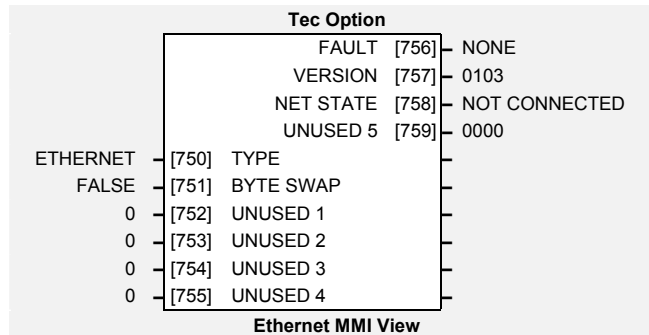 Tec Option
FAULT [756] NONE
VERSION [757] 0103
NET STATE [758] NOT CONNECTED
UNUSED 5 [759] 0000
ETHERNET [750] TYPE
FALSE [751] BYTE SWAP
0 [752] UNUSED 1
0 [753] UNUSED 2
0 [754] UNUSED 3
0 [755] UNUSED 4
Ethernet MMI View